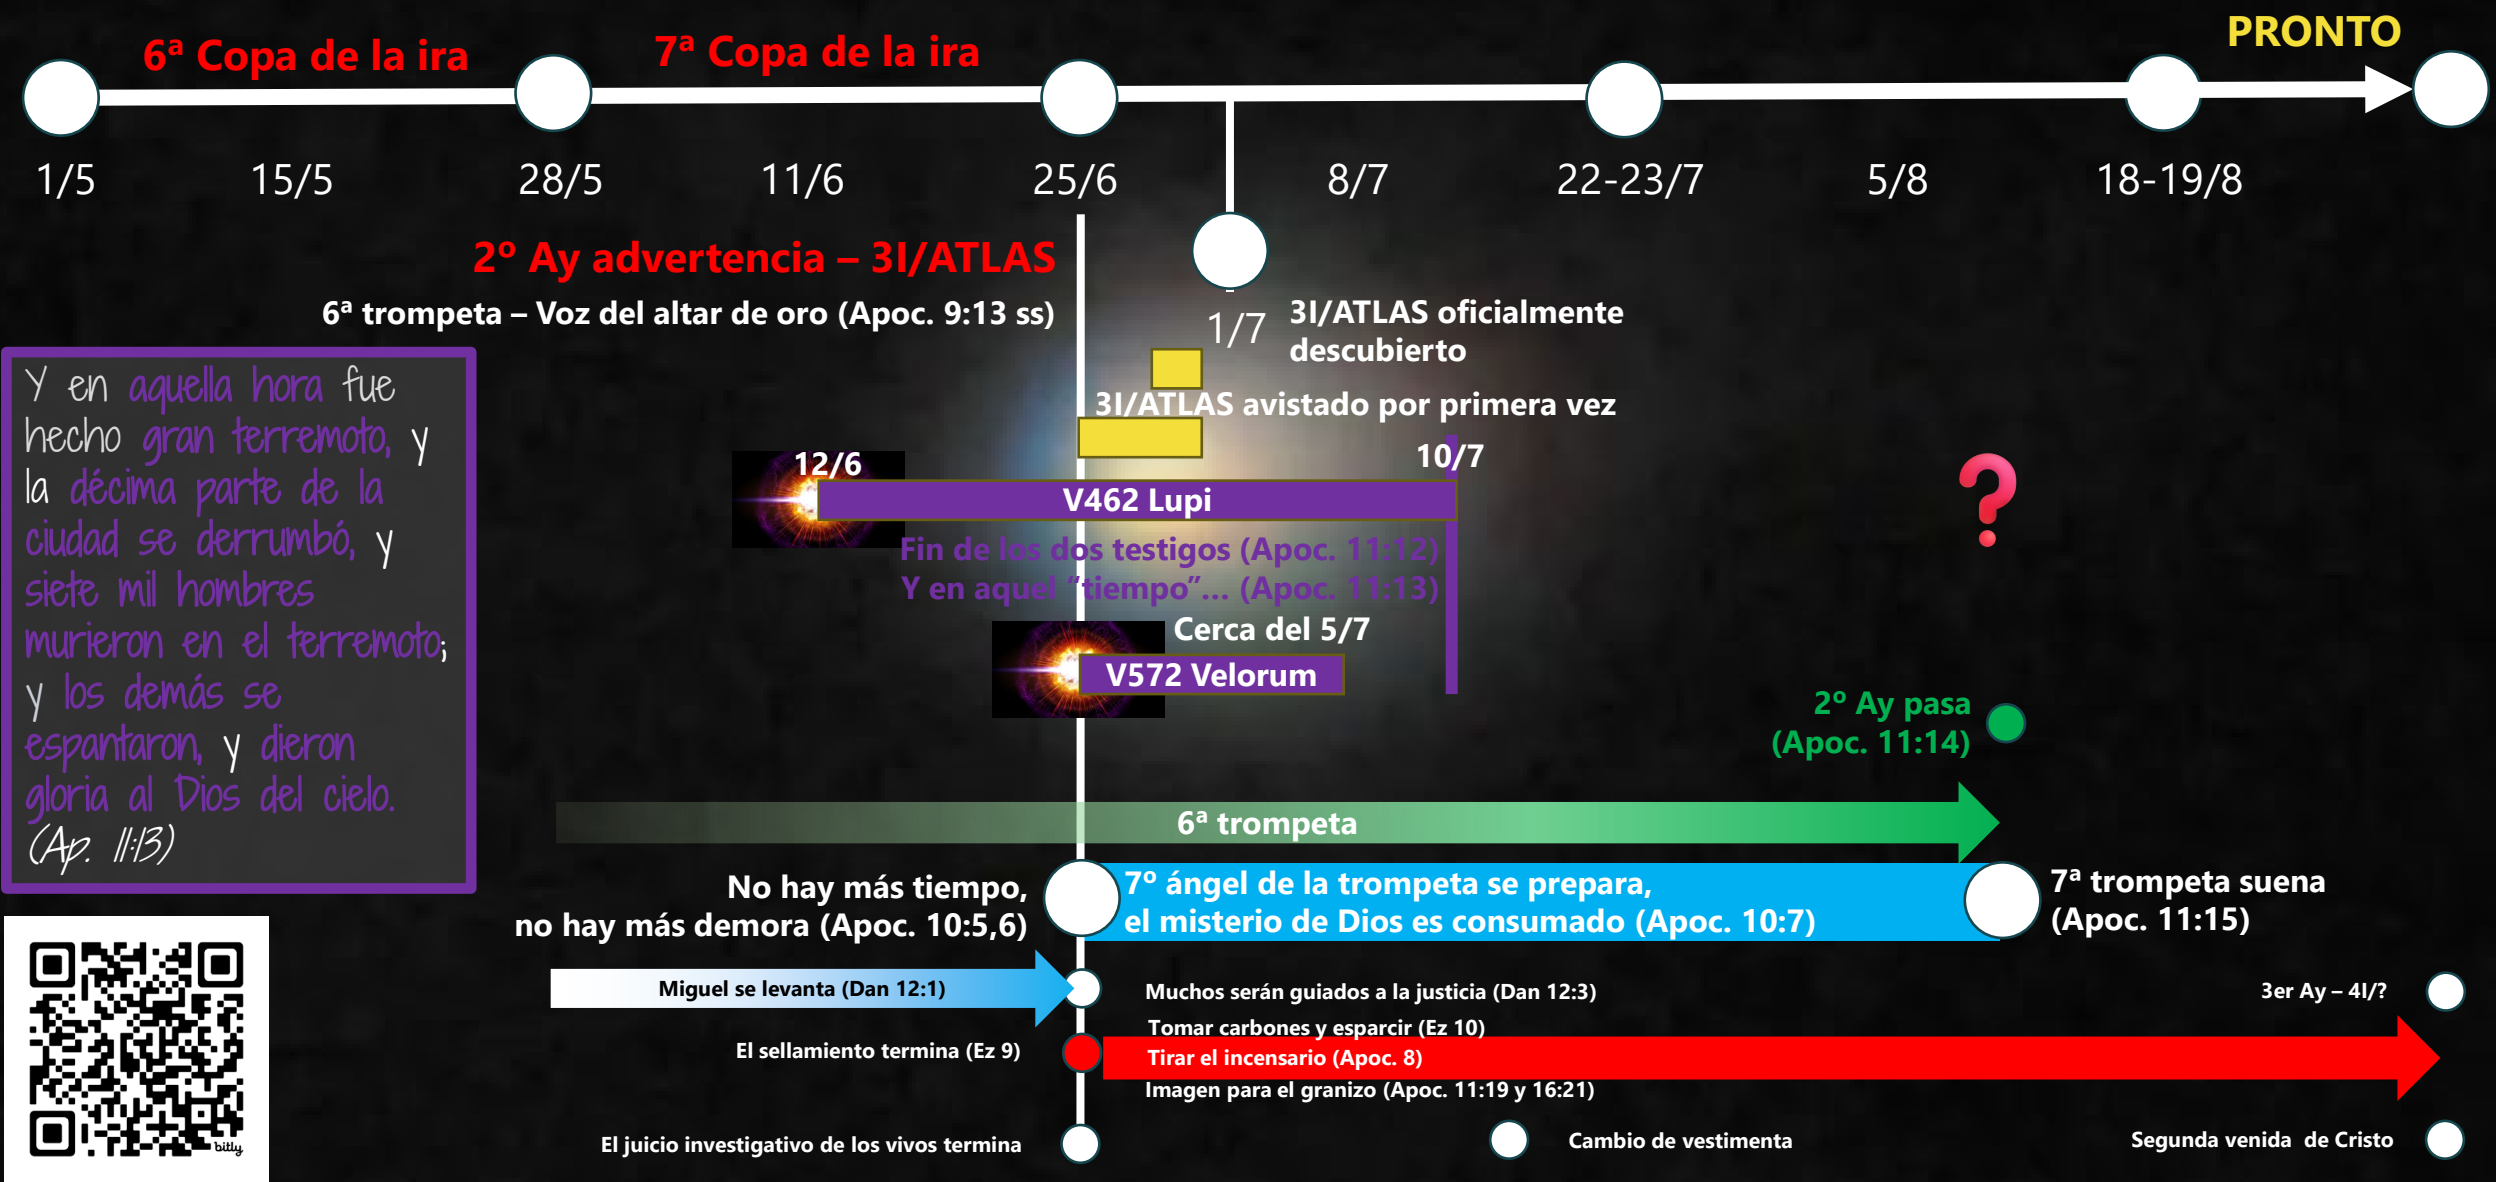 PRONTO
6ª Copa de la ira
7ª Copa de la ira
1/5
15/5
28/5
11/6
25/6
8/7
22-23/7
5/8
18-19/8
2º Ay advertencia – 3I/ATLAS
6ª trompeta – Voz del altar de oro (Apoc. 9:13 ss)
1/7
3I/ATLAS oficialmente
descubierto
3I/ATLAS avistado por primera vez
12/6
10/7
V462 Lupi
Fin de los dos testigos (Apoc. 11:12)
Y en aquel “tiempo”... (Apoc. 11:13)
Cerca del 5/7
V572 Velorum
Y en aquella hora fue
hecho gran terremoto, y
la décima parte de la
ciudad se derrumbó, y
siete mil hombres
murieron en el terremoto;
y los demás se
espantaron, y dieron
gloria al Dios del cielo.
(Ap. 11:13)
?
2º Ay pasa
(Apoc. 11:14)
6ª trompeta
No hay más tiempo,
no hay más demora (Apoc. 10:5,6)
7º ángel de la trompeta se prepara,
el misterio de Dios es consumado (Apoc. 10:7)
7ª trompeta suena
(Apoc. 11:15)
Miguel se levanta (Dan 12:1)
Muchos serán guiados a la justicia (Dan 12:3)
3er Ay – 4I/?
Tomar carbones y esparcir (Ez 10)
El sellamiento termina (Ez 9)
Tirar el incensario (Apoc. 8)
Imagen para el granizo (Apoc. 11:19 y 16:21)
El juicio investigativo de los vivos termina
Cambio de vestimenta
Segunda venida  de Cristo
bitly